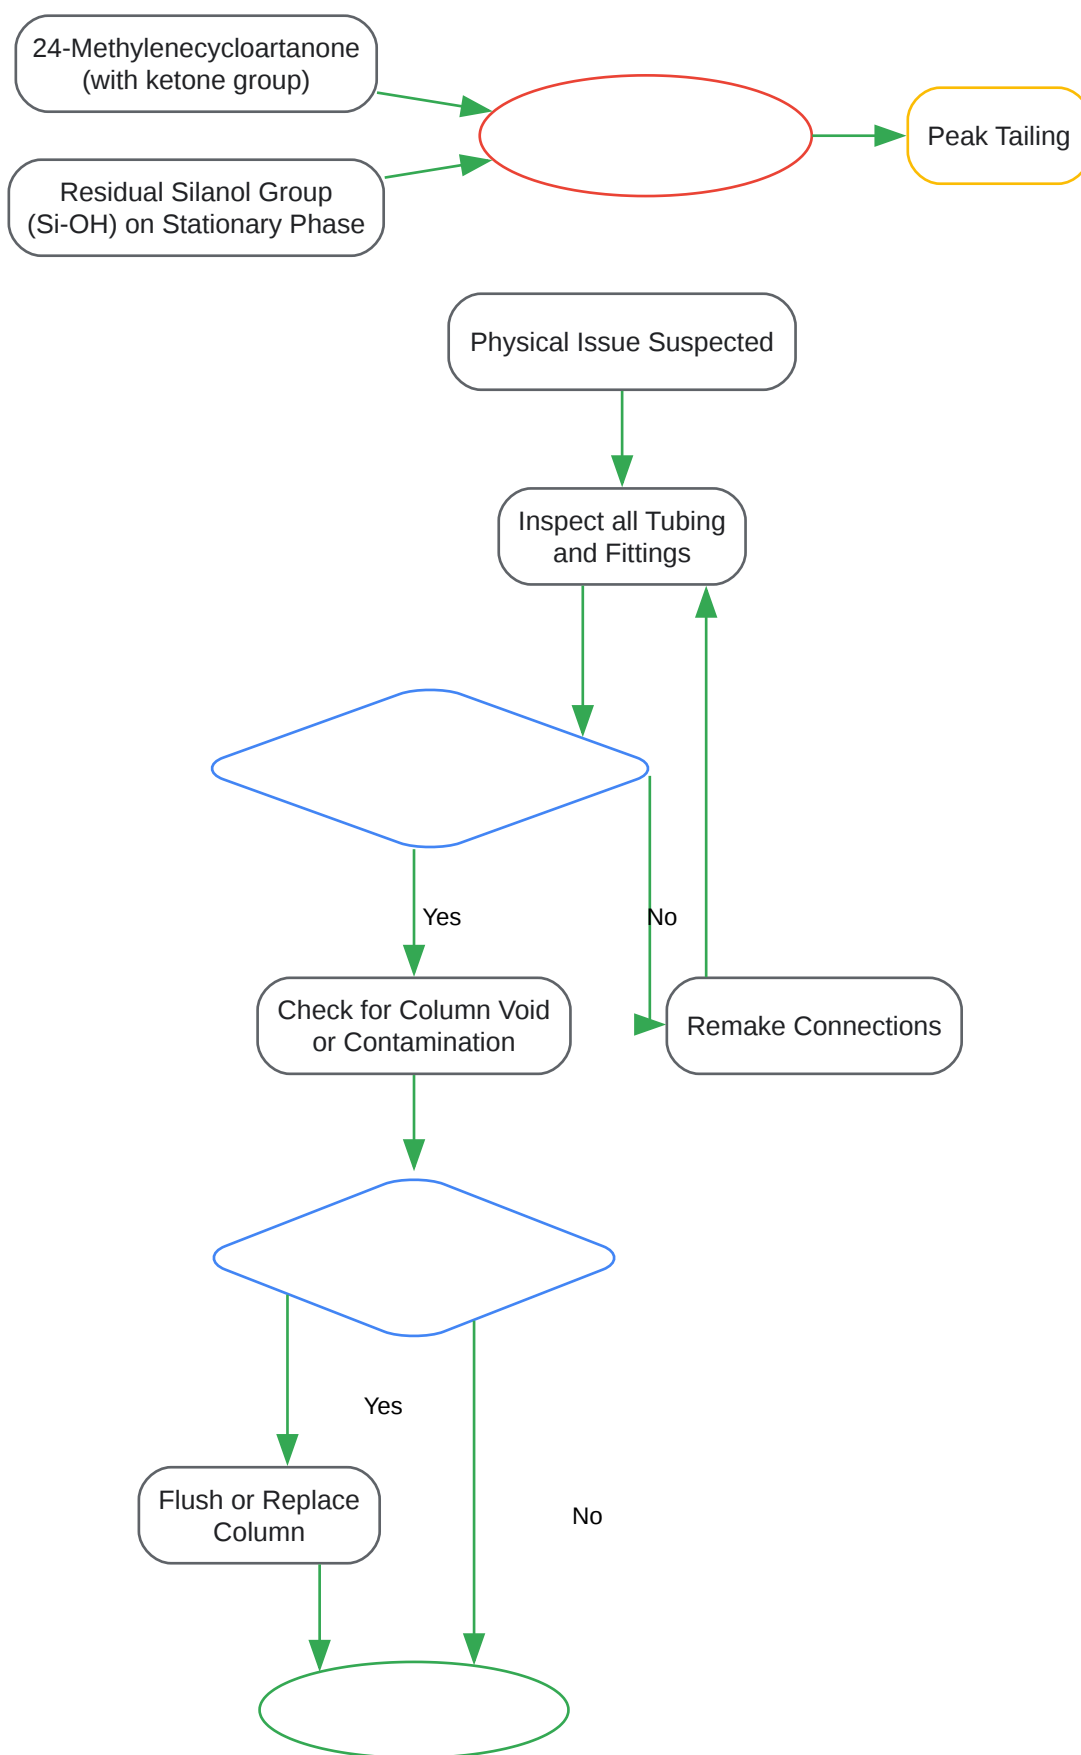 24-Methylenecycloartanone
(with ketone group)
Peak Tailing
Residual Silanol Group
(Si-OH) on Stationary Phase
Physical Issue Suspected
Inspect all Tubing
and Fittings
Yes
No
Check for Column Void
or Contamination
Remake Connections
Yes
Flush or Replace
Column
No